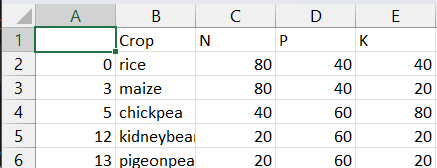 A B C D E
1 Crop N P K
2 0 rice 80 40 40
3 3 maize 80 40 20
4 5 chickpea 40 60 80
5 12 kidneybea 20 60 20
6 13 pigeonpea 20 60 20